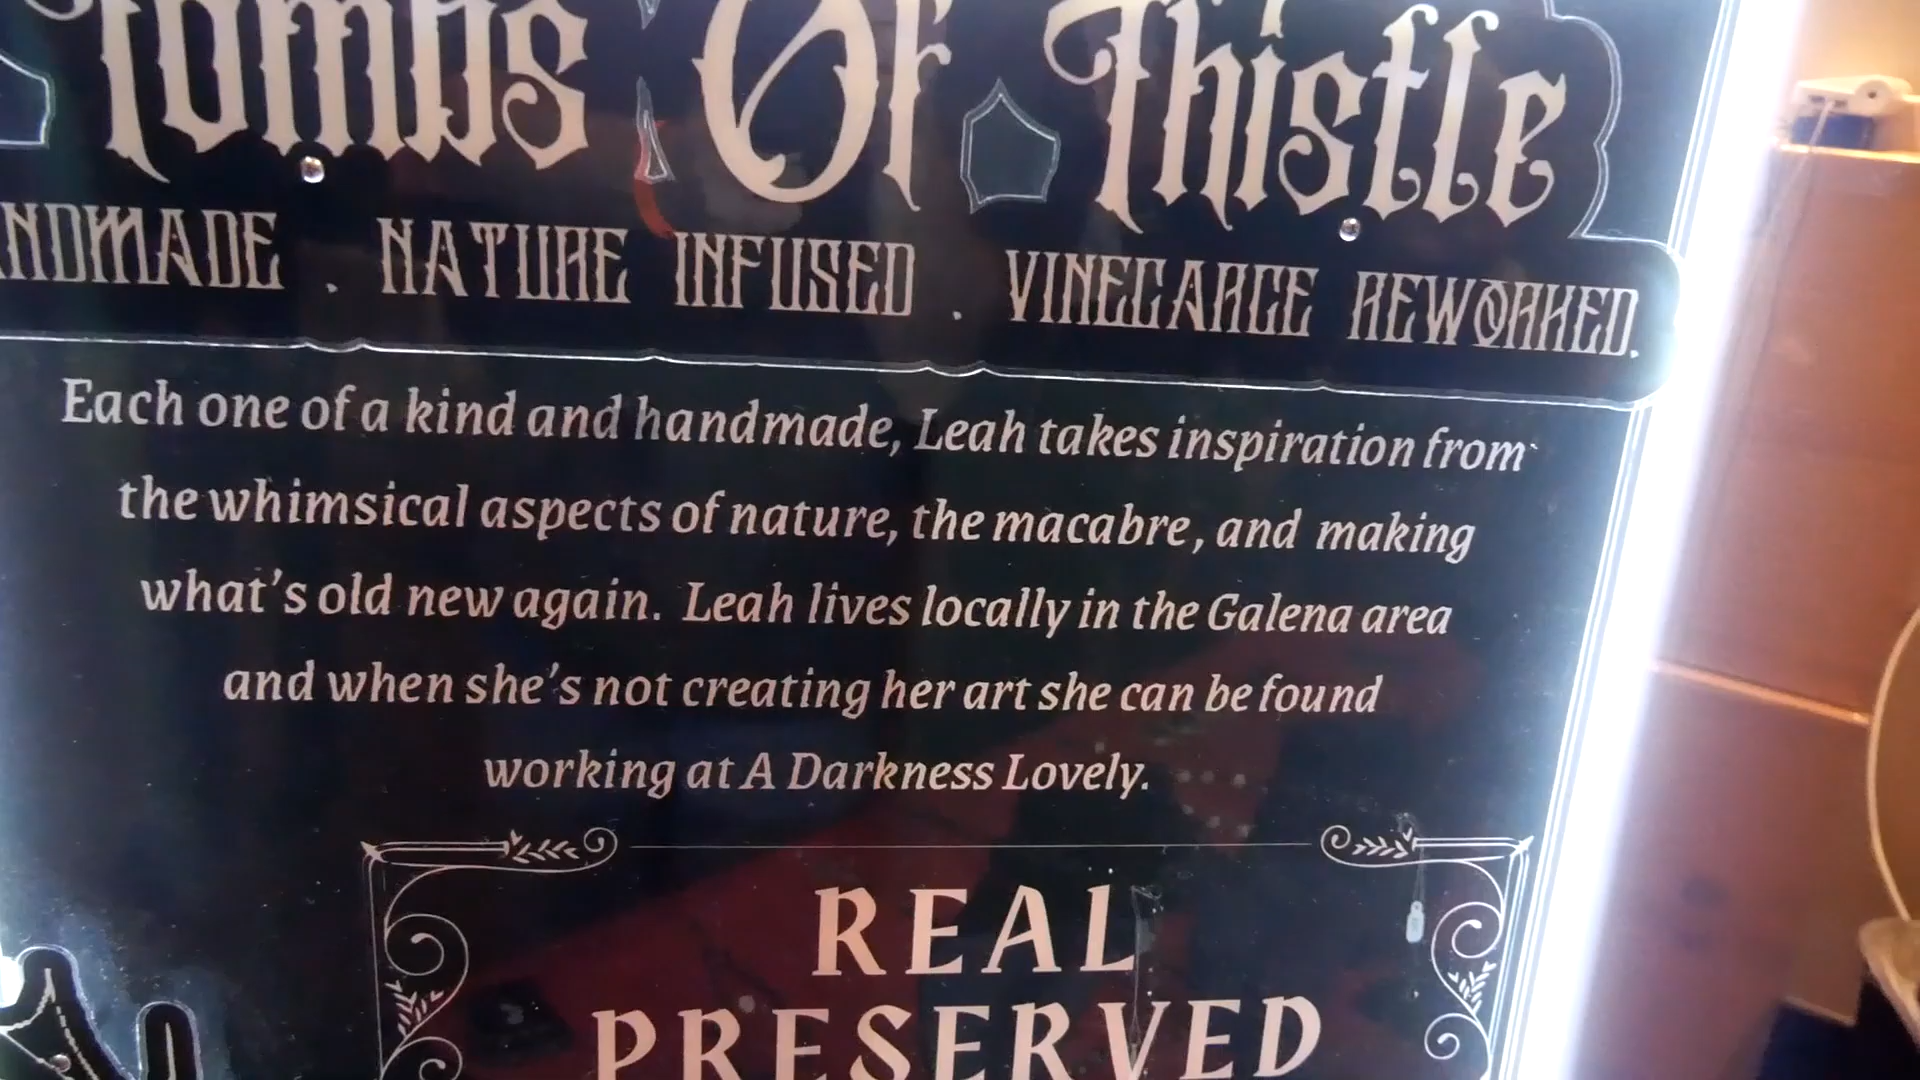 Tombs Of Thistle
NDMADE . NATURE INFUSED . VINEGARGE REWORKED.
Each one of a kind and handmade, Leah takes inspiration from
the whimsical aspects of nature, the macabre, and making
what's old new again. Leah lives locally in the Galena area
and when she's not creating her art she can be found
working at A Darkness Lovely.
REAL
PRESERVED